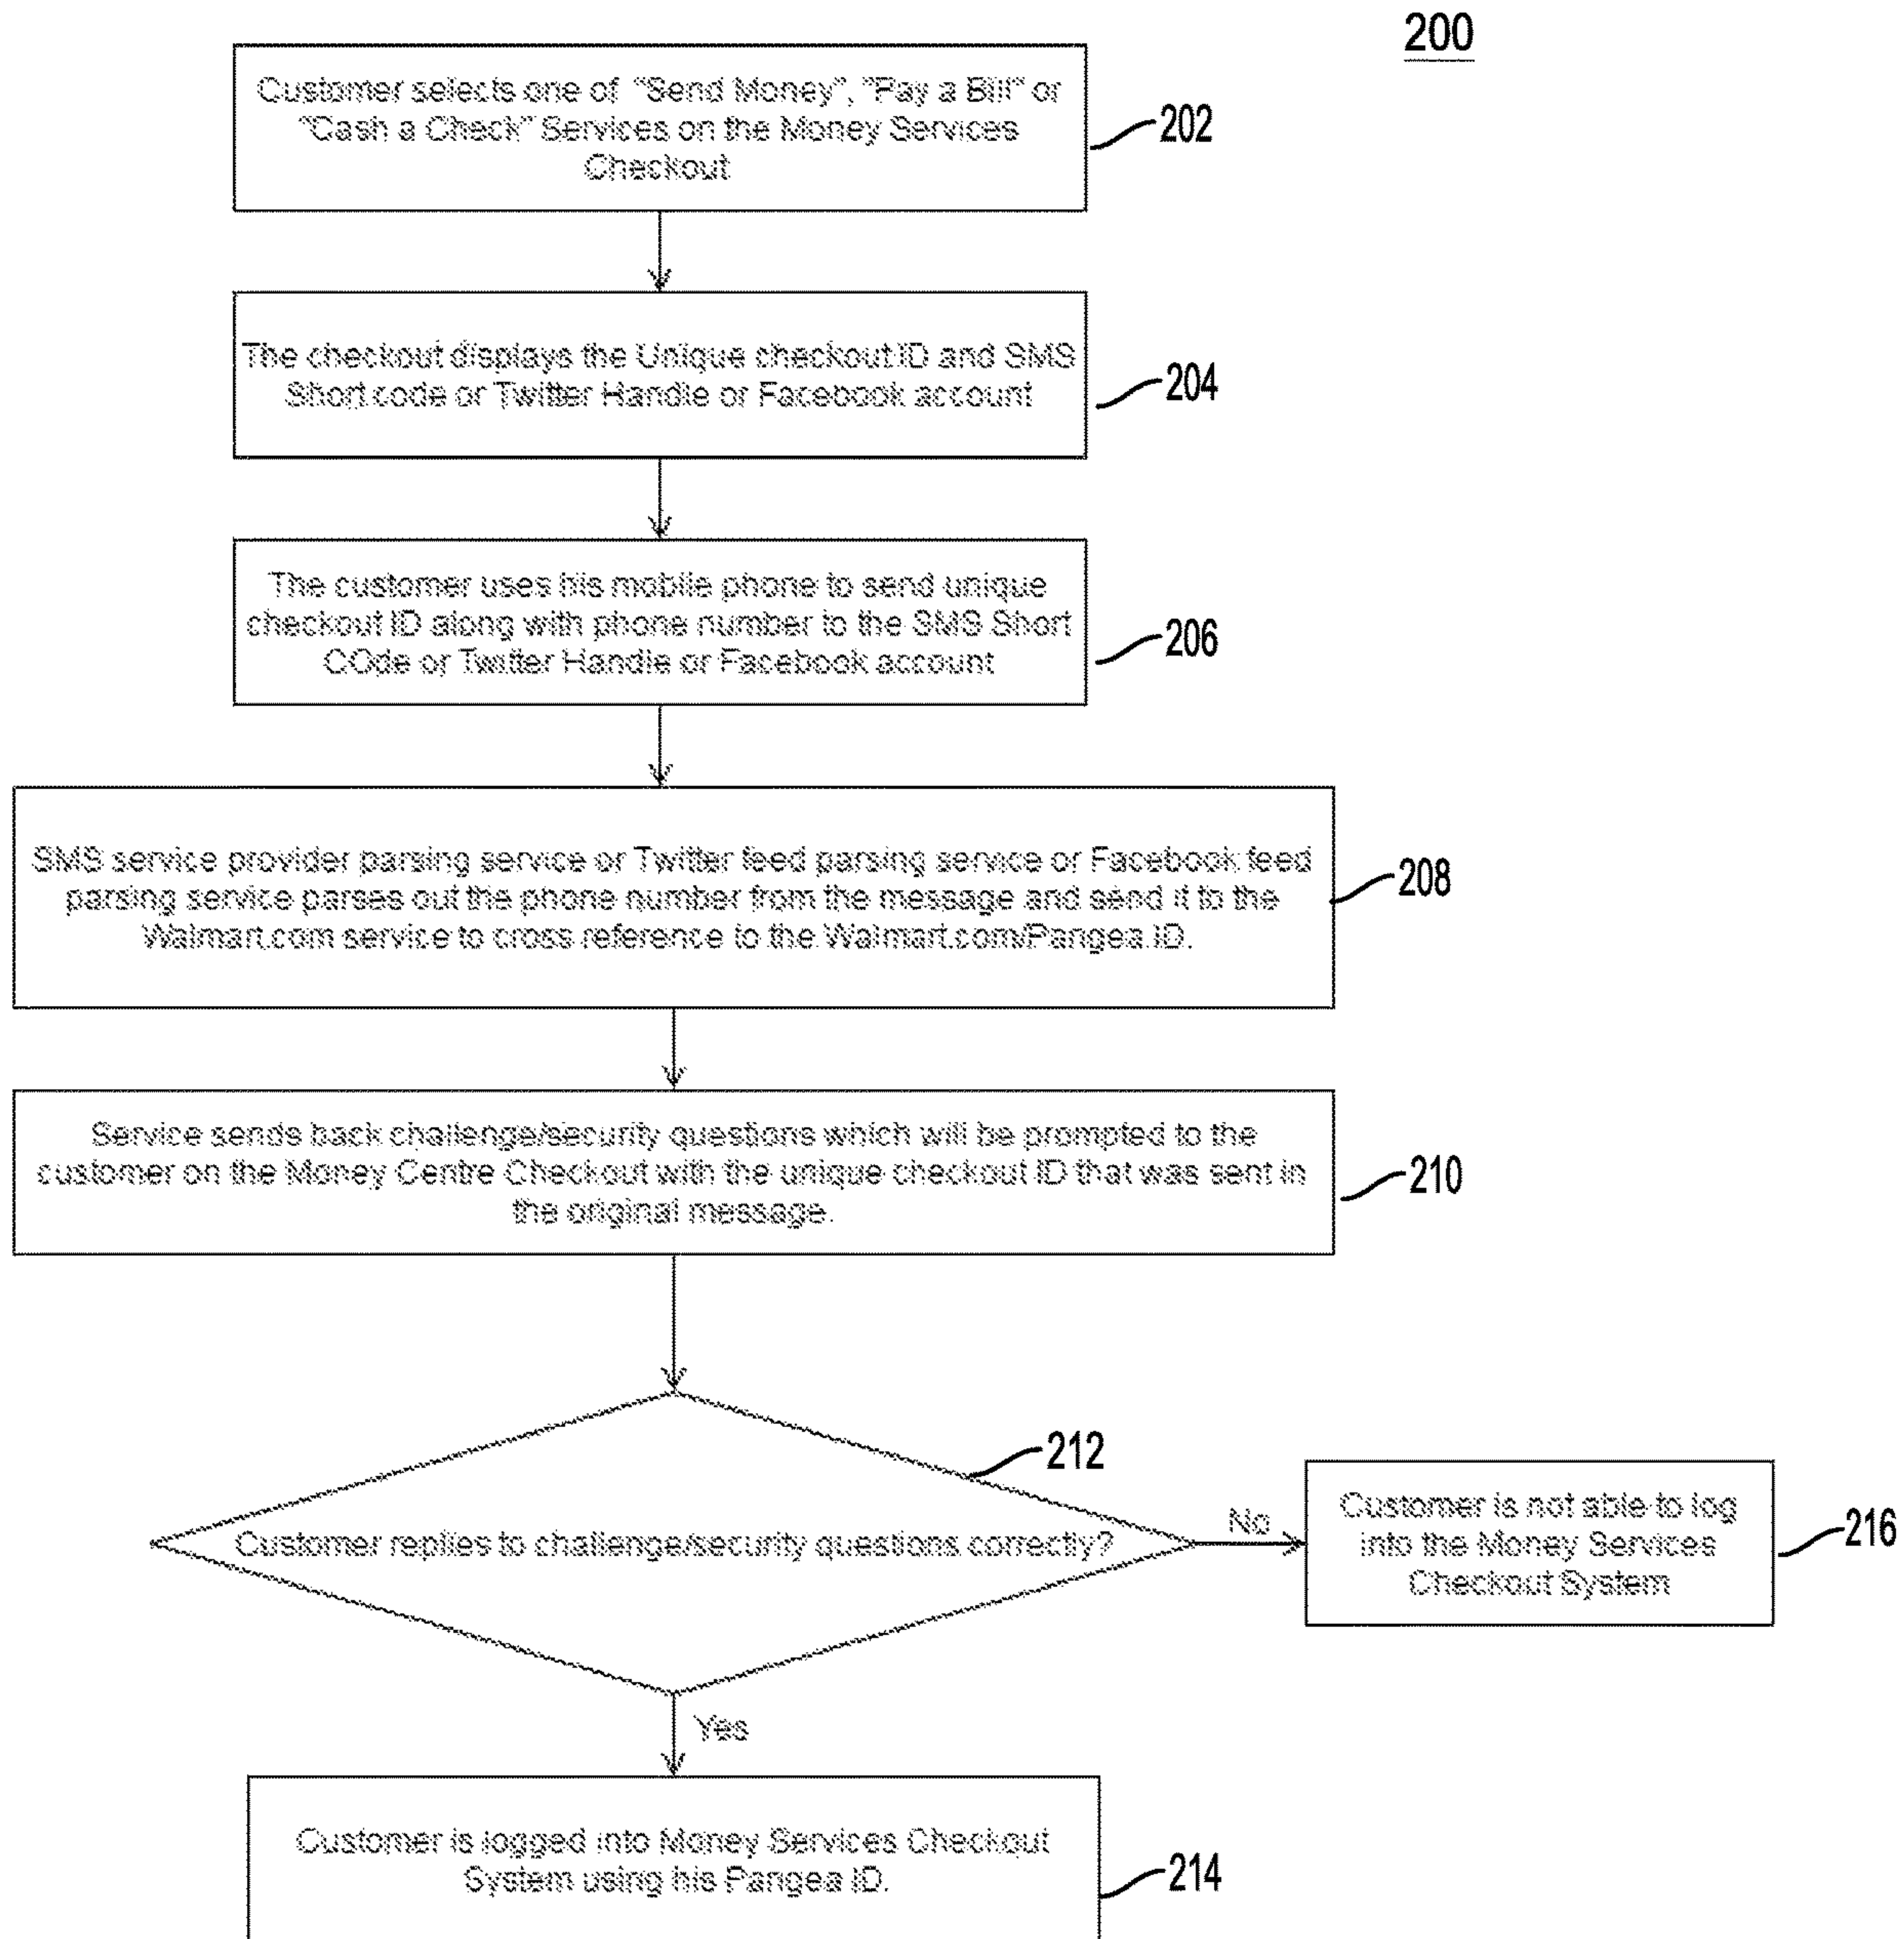 200
Customer selects one of "Send Money", "Pay a Bill" or
"Cash a Check" Services on the Money Services
Checkout
202
The checkout displays the Unique checkout ID and SMS
Short code or Twitter Handle or Facebook account
204
The customer uses his mobile phone to send unique
checkout ID along with phone number to the SMS Short
COde or Twitter Handle or Facebook account
206
SMS service provider parsing service or Twitter feed parsing service or Facebook feed
parsing service parses out the phone number from the message and send it to the
Walmart.com service to cross reference to the Walmart.com/Pangea ID.
208
Service sends back challenge/security questions which will be prompted to the
customer on the Money Centre Checkout with the unique checkout ID that was sent in
the original message.
210
212
Customer replies to challenge/security questions correctly?
No
Customer is not able to log
into the Money Services
Checkout System
216
Yes
Customer is logged into Money Services Checkout
System using his Pangea ID.
214